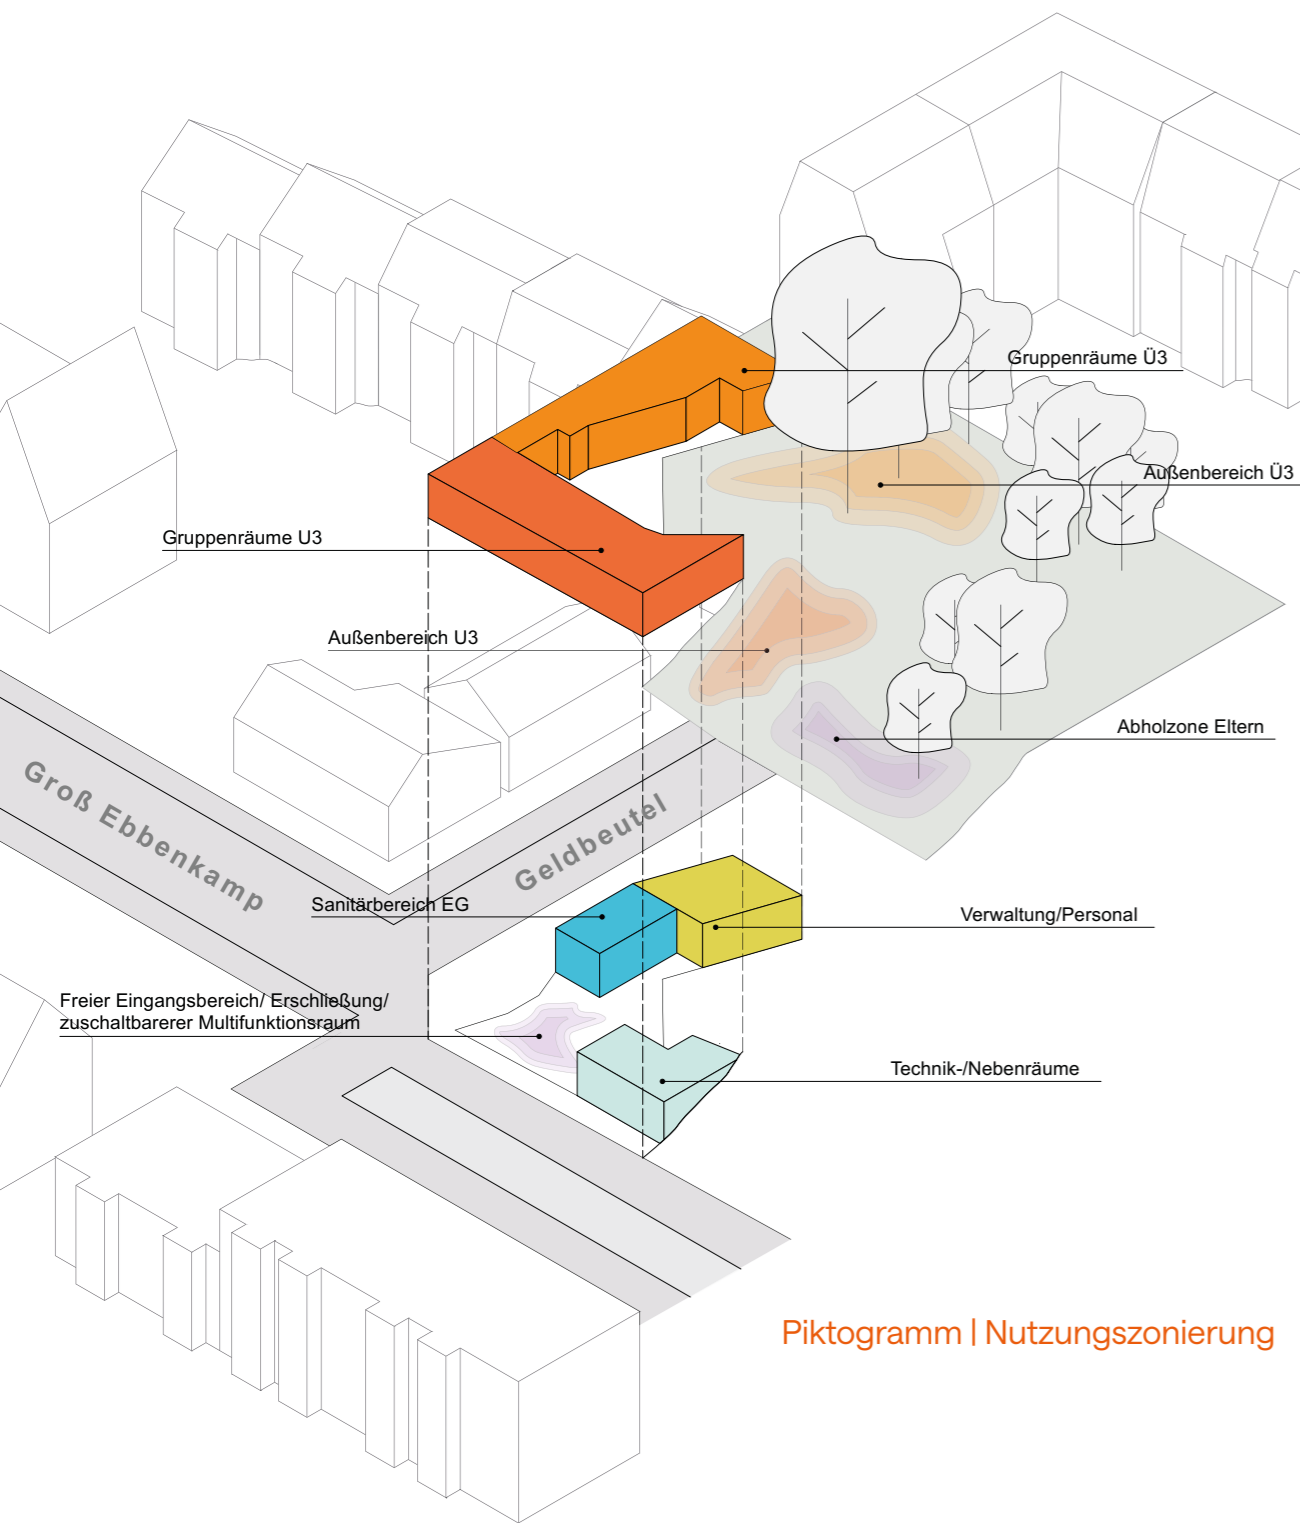 Gruppenräume Ü3
Außenbereich Ü3
Gruppenräume U3
Außenbereich U3
Abholzone Eltern
Groß Ebbenkamp
Geldbeutel
Sanitärbereich EG
Verwaltung/Personal
Freier Eingangsbereich/ Erschließung/
zuschaltbarerer Multifunktionsraum
Technik-/Nebenräume
Piktogramm | Nutzungszonierung